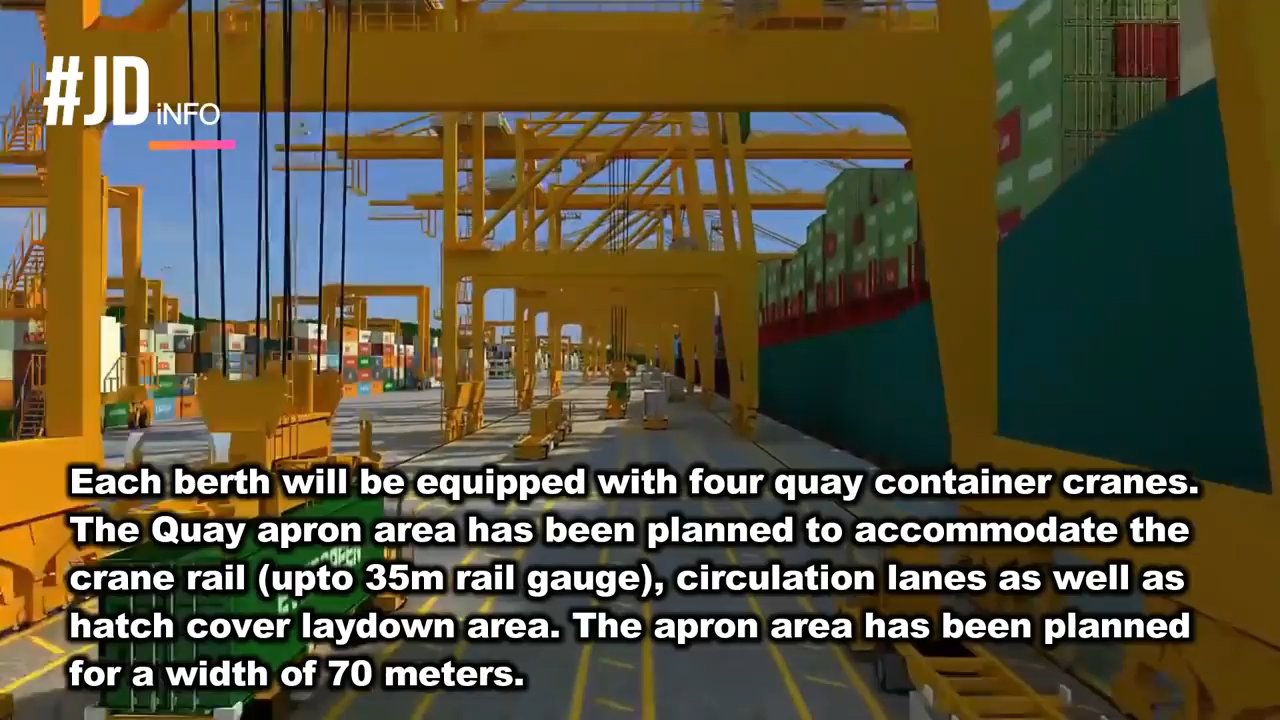 #JD iNFO
Each berth will be equipped with four quay container cranes.
The Quay apron area has been planned to accommodate the
crane rail (upto 35m rail gauge), circulation lanes as well as
hatch cover laydown area. The apron area has been planned
for a width of 70 meters.